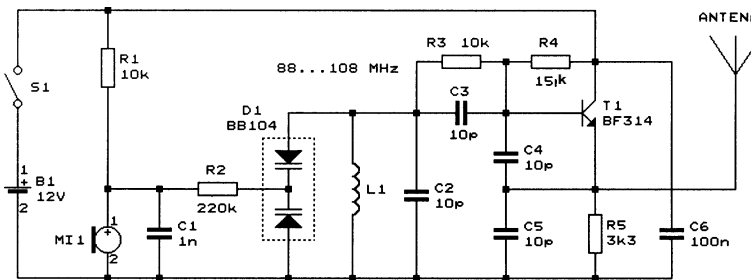 ANTENN
R1
10k
R3 10k
R4
15k
88...108 MHz
S1
C3
10p
T1
BF314
D1
BB104
C4
10p
R2
220k
1
+
B1
12V
2
L1
C2
10p
1
+
MI1
2
C1
1n
C5
10p
R5
3k3
C6
100n